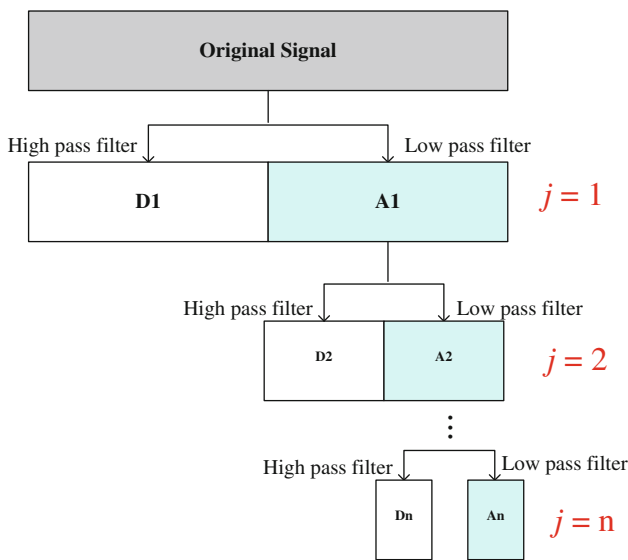 Original Signal
High pass filter
Low pass filter
D1
A1
j = 1
High pass filter
Low pass filter
D2
A2
j = 2
⋮
High pass filter
Low pass filter
Dn
An
j = n